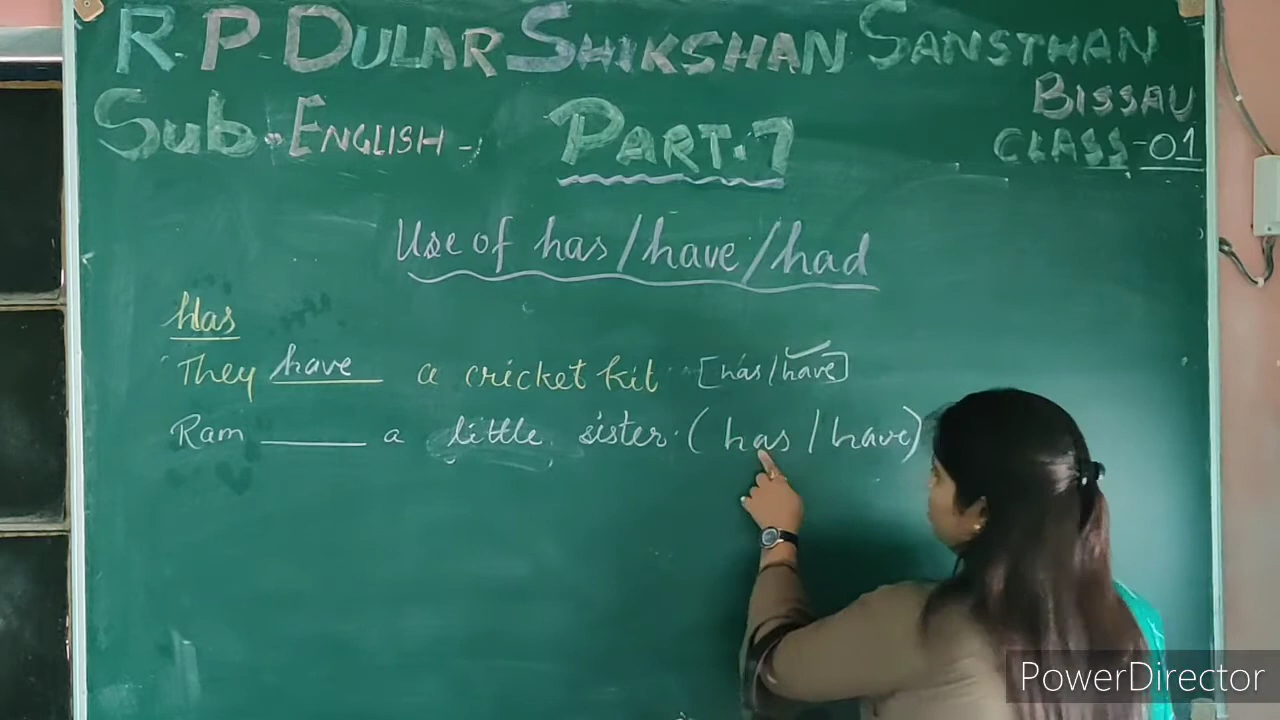 R. P. DULAR SHIKSHAN SANSTHAN
BISSAU
Sub. ENGLISH - PART. 7 CLASS - 01
Use of has/have/had
Has
They have a cricket kit [has/have]
Ram ______ a little sister. (has/have)
PowerDirector